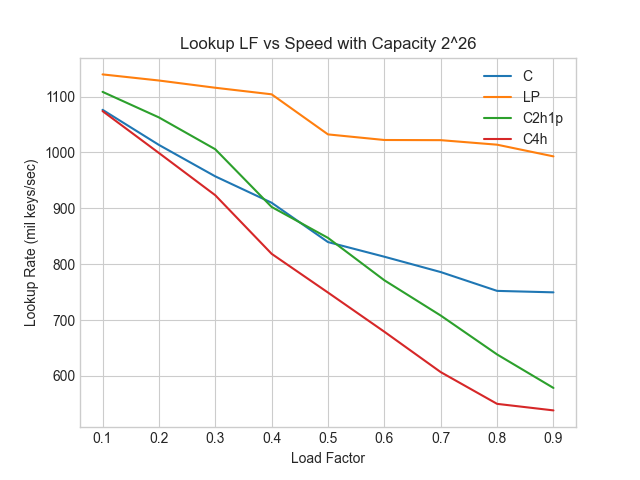 Lookup LF vs Speed with Capacity 2^26
Lookup Rate (mil keys/sec)
1100
1000
900
800
700
600
C
LP
C2h1p
C4h
0.1 0.2 0.3 0.4 0.5 0.6 0.7 0.8 0.9
Load Factor